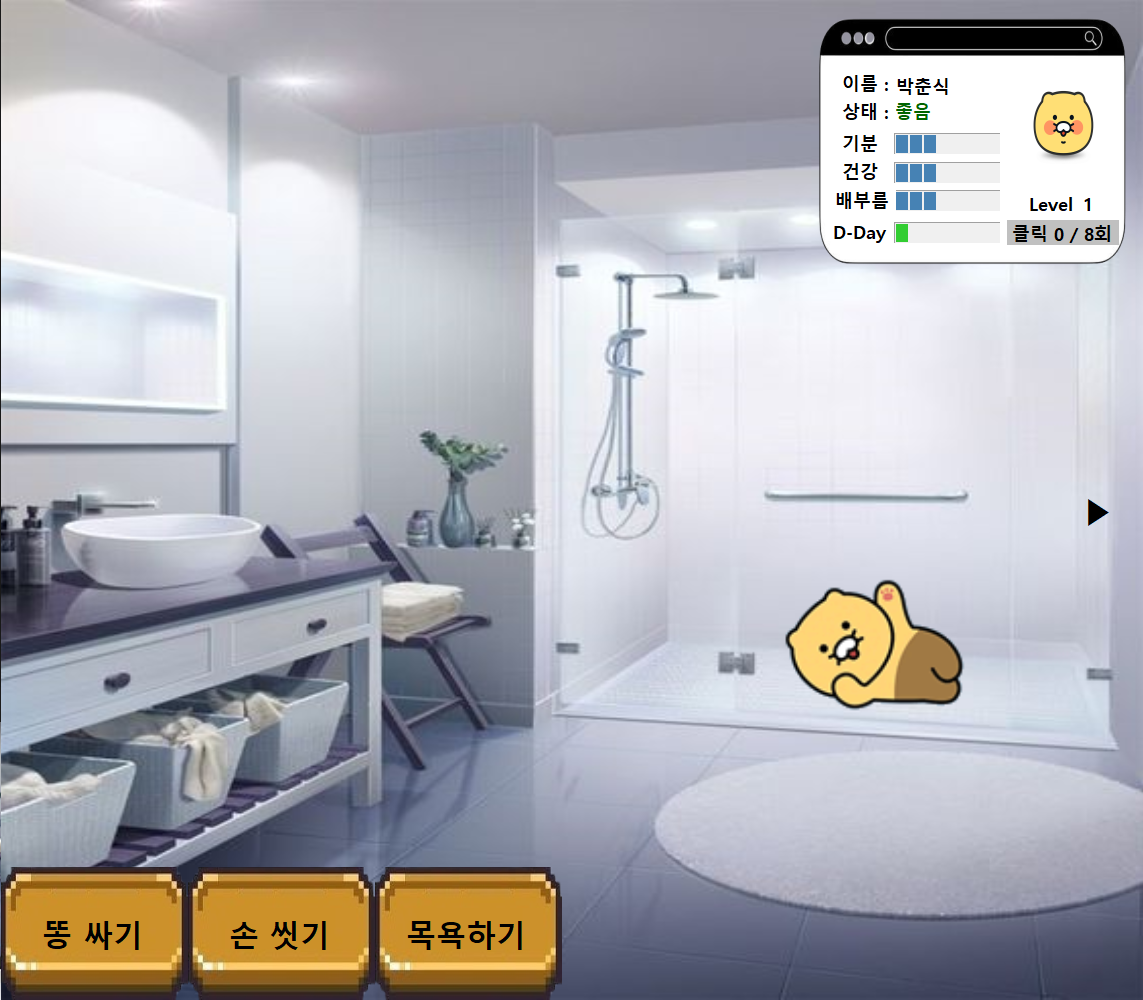 이름 : 박춘식
상태 : 좋음
기분
건강
배부름
Level 1
D-Day
클릭 0 / 8회
똥 싸기
손 씻기
목욕하기